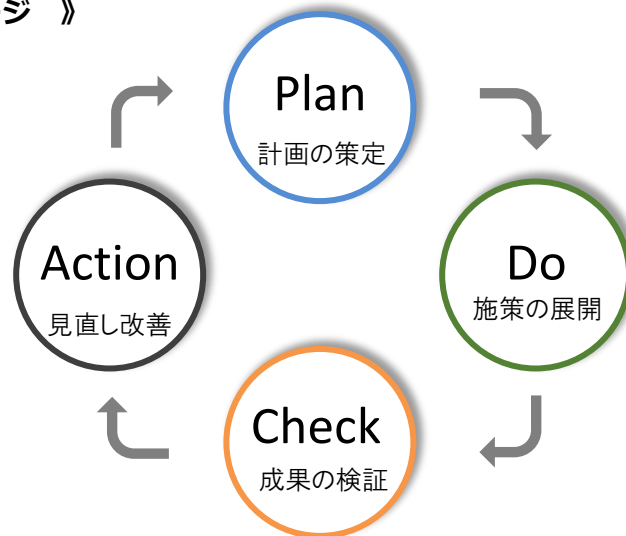 ジ 》
Plan
計画の策定
Action
見直し改善
Do
施策の展開
Check
成果の検証